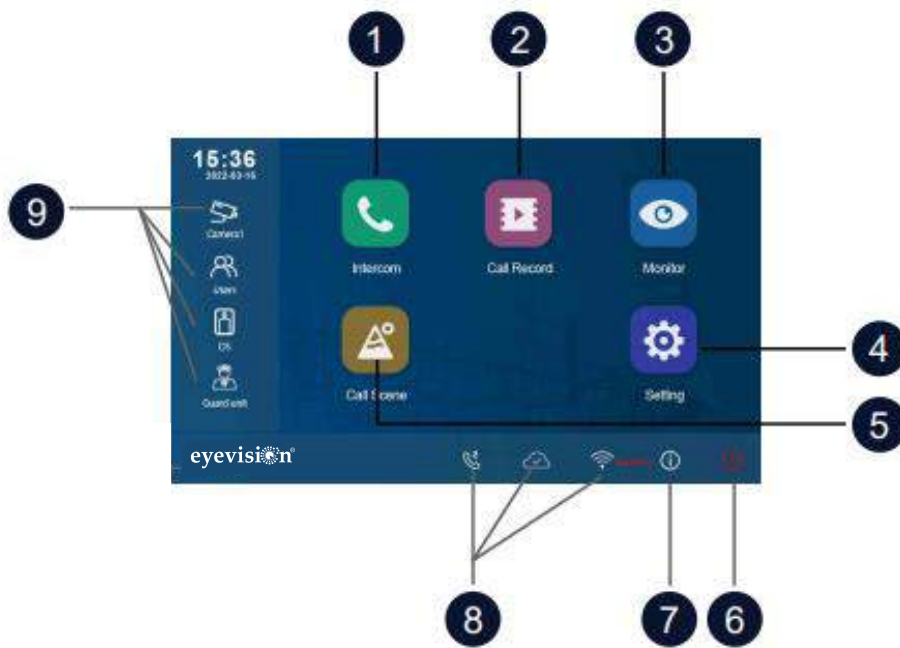 1
2
3
15:36
2022-03-16
9
Camera1
Users
DS
Guard unit
Intercom
Call Record
Monitor
Call Scene
Setting
4
5
eyevision
8
7
6